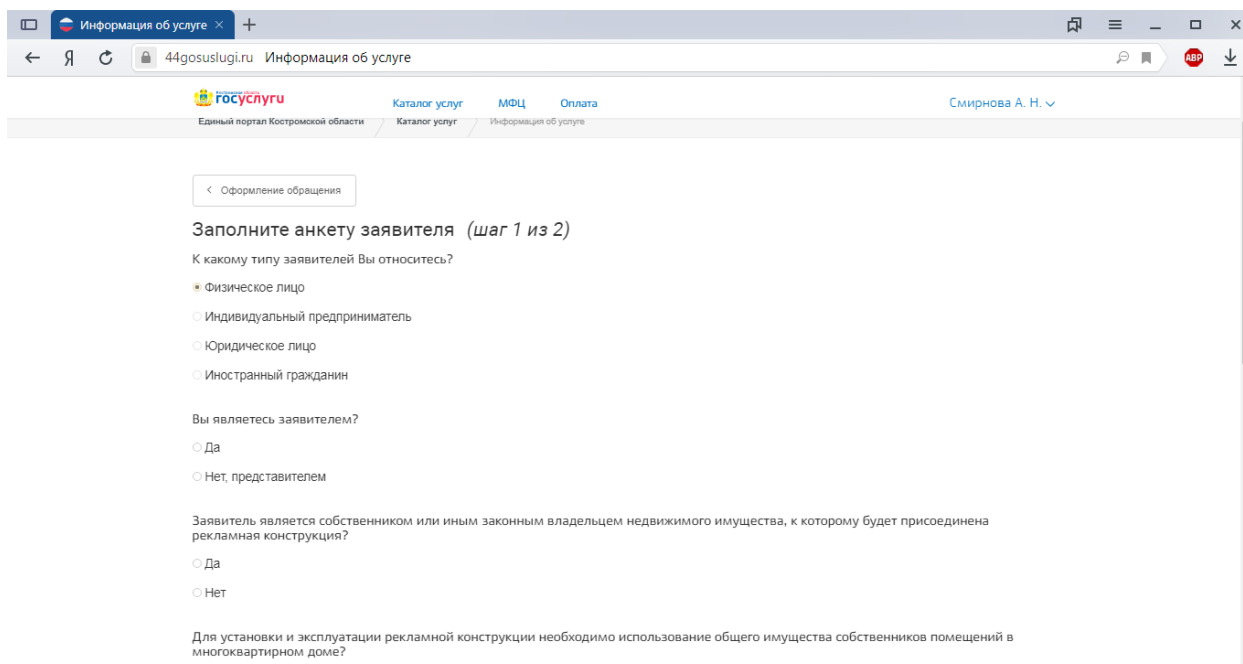 Информация об услуге
44gosuslugi.ru Информация об услуге
ABP
госуслуги
Каталог услуг МФЦ Оплата
Смирнова А. Н.
Единый портал Костромской области Каталог услуг Информация об услуге
Оформление обращения
Заполните анкету заявителя (шаг 1 из 2)
К какому типу заявителей Вы относитесь?
Физическое лицо
Индивидуальный предприниматель
Юридическое лицо
Иностранный гражданин
Вы являетесь заявителем?
Да
Нет, представителем
Заявитель является собственником или иным законным владельцем недвижимого имущества, к которому будет присоединена
рекламная конструкция?
Да
Нет
Для установки и эксплуатации рекламной конструкции необходимо использование общего имущества собственников помещений в
многоквартирном доме?